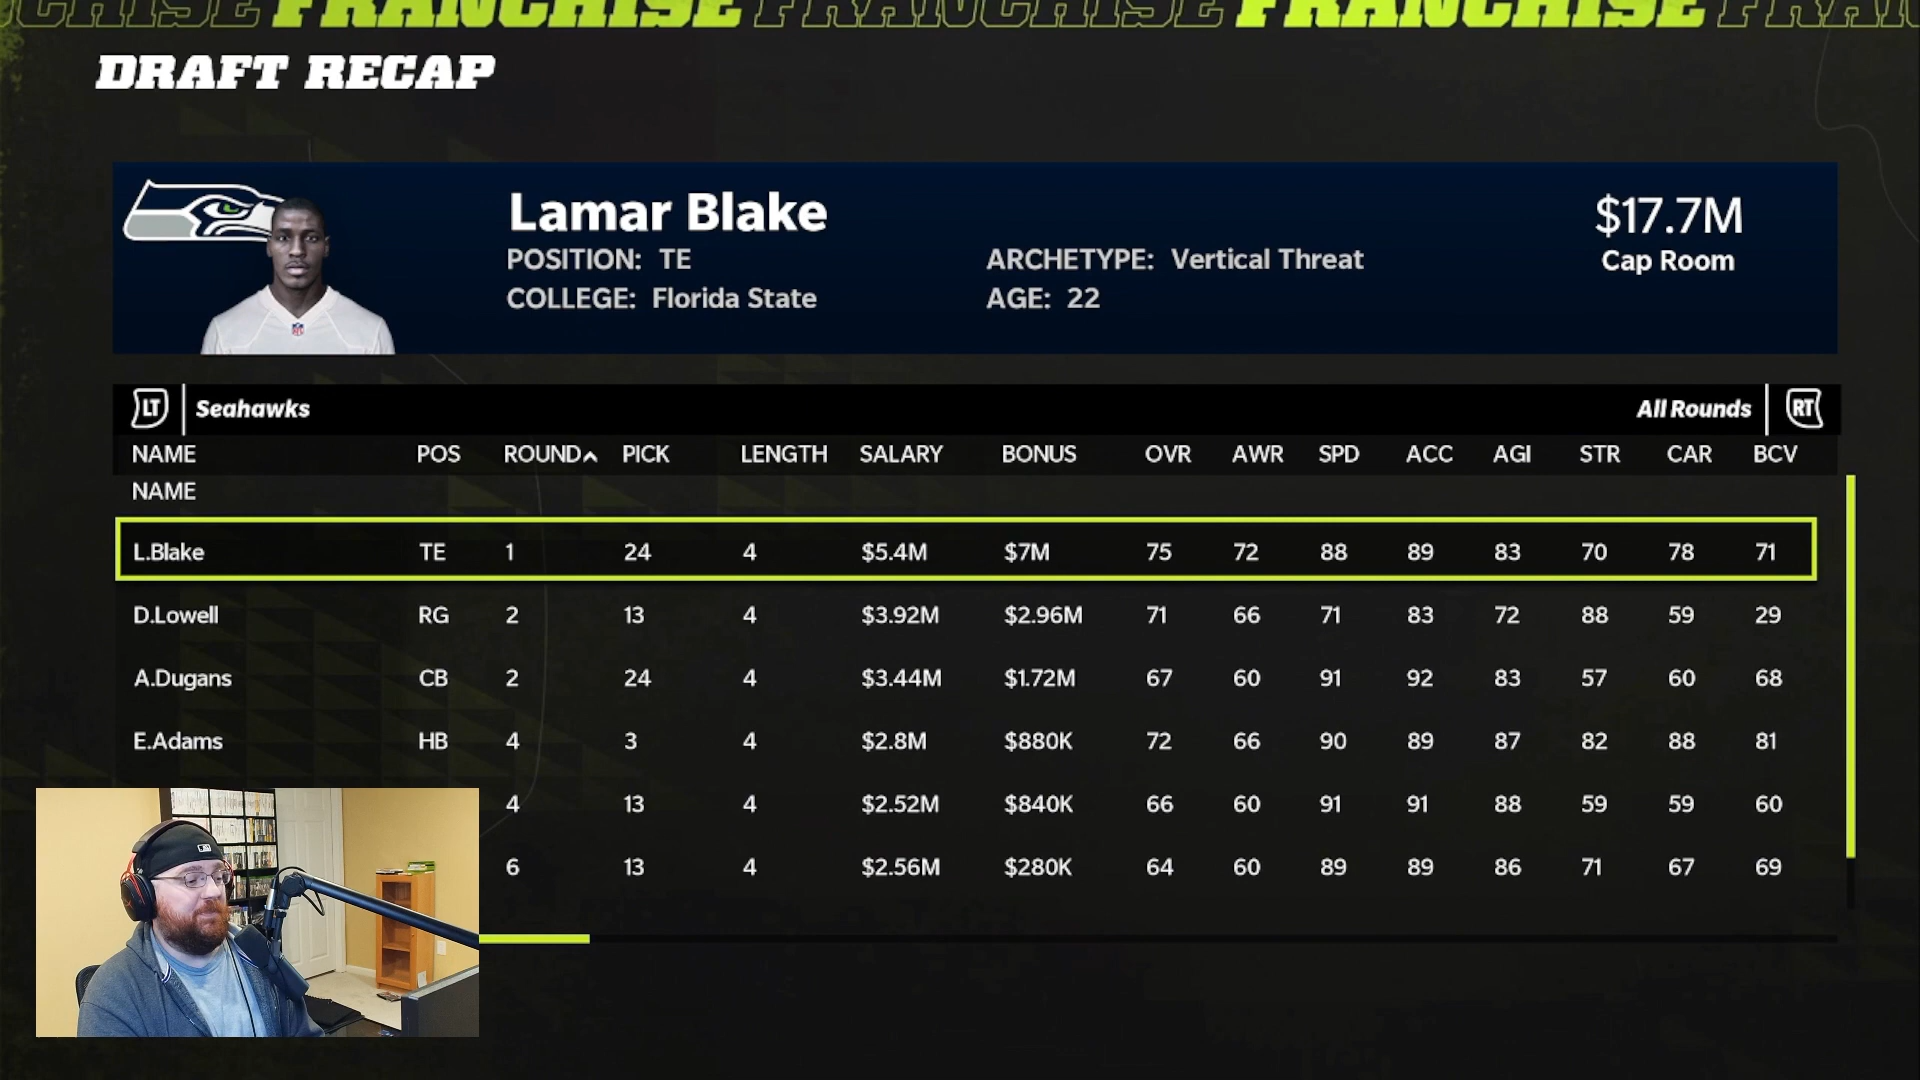 CHISE FRANCHISE FRANCHISE FRANCHISE FRAN
DRAFT RECAP
Lamar Blake
POSITION: TE
COLLEGE: Florida State
ARCHETYPE: Vertical Threat
AGE: 22
$17.7M
Cap Room
LT Seahawks All Rounds RT
NAME POS ROUND PICK LENGTH SALARY BONUS OVR AWR SPD ACC AGI STR CAR BCV
NAME
L.Blake TE 1 24 4 $5.4M $7M 75 72 88 89 83 70 78 71
D.Lowell RG 2 13 4 $3.92M $2.96M 71 66 71 83 72 88 59 29
A.Dugans CB 2 24 4 $3.44M $1.72M 67 60 91 92 83 57 60 68
E.Adams HB 4 3 4 $2.8M $880K 72 66 90 89 87 82 88 81
4 13 4 $2.52M $840K 66 60 91 91 88 59 59 60
6 13 4 $2.56M $280K 64 60 89 89 86 71 67 69